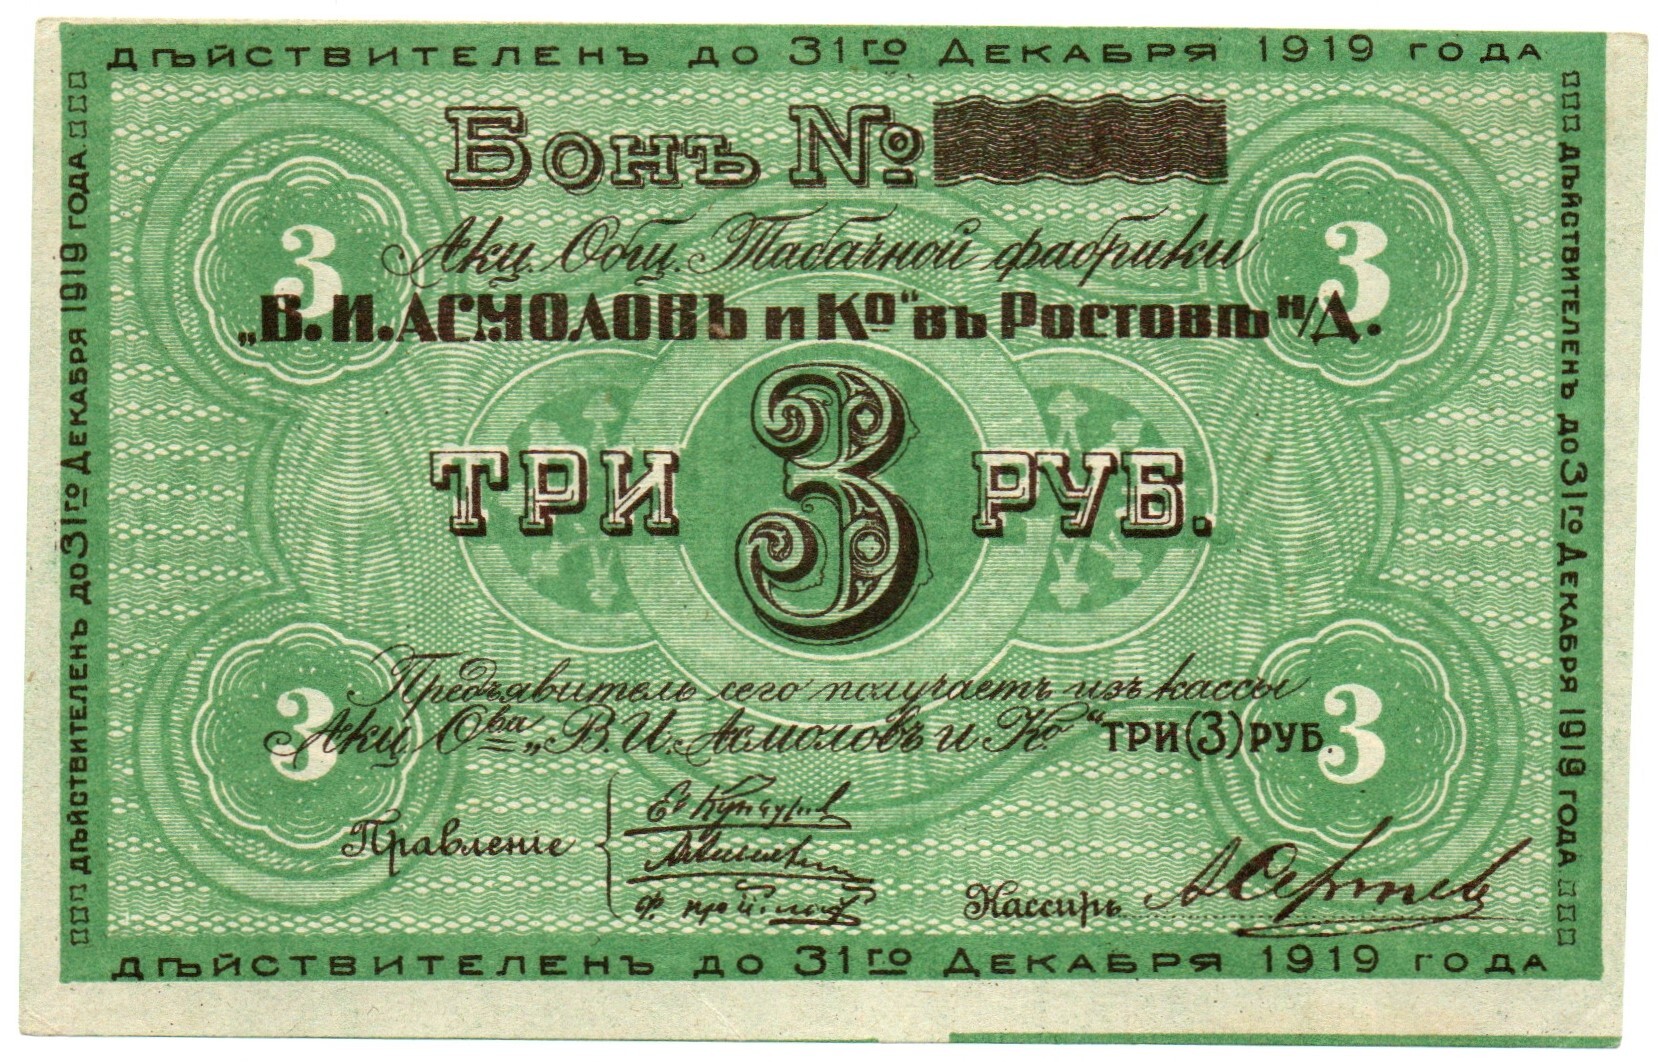 ДѢЙСТВИТЕЛЕНЪ ДО 31ГО ДЕКАБРЯ 1919 ГОДА
БОНЪ №
Акц. Общ. Табачной фабрики
„В. И. АСМОЛОВЪ и Ко“ въ РОСТОВѢ Н/Д.
3
3
ТРИ 3 РУБ.
Предъявитель сего получаетъ изъ кассы
Акц. Ова „В. И. Асмоловъ и Ко“ ТРИ (3) РУБ.
3
3
Правленіе
Кассиръ
ДѢЙСТВИТЕЛЕНЪ ДО 31ГО ДЕКАБРЯ 1919 ГОДА
ДѢЙСТВИТЕЛЕНЪ ДО 31ГО ДЕКАБРЯ 1919 ГОДА.
ДѢЙСТВИТЕЛЕНЪ ДО 31ГО ДЕКАБРЯ 1919 ГОДА.